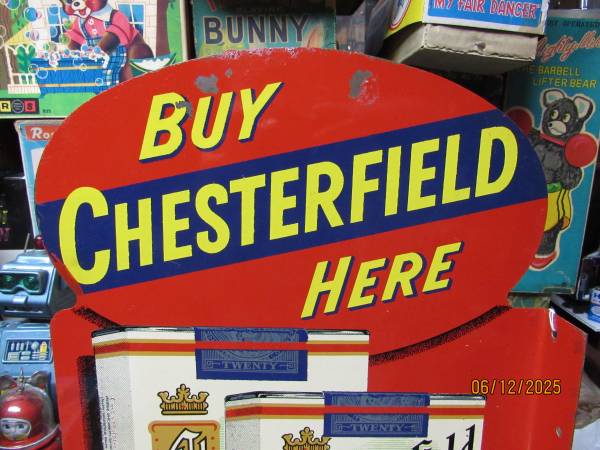 BUNNY
MY FAIR DANCER
BARBELL
LIFTER BEAR
BUY
CHESTERFIELD
HERE
TWENTY
TWENTY
06/12/2025